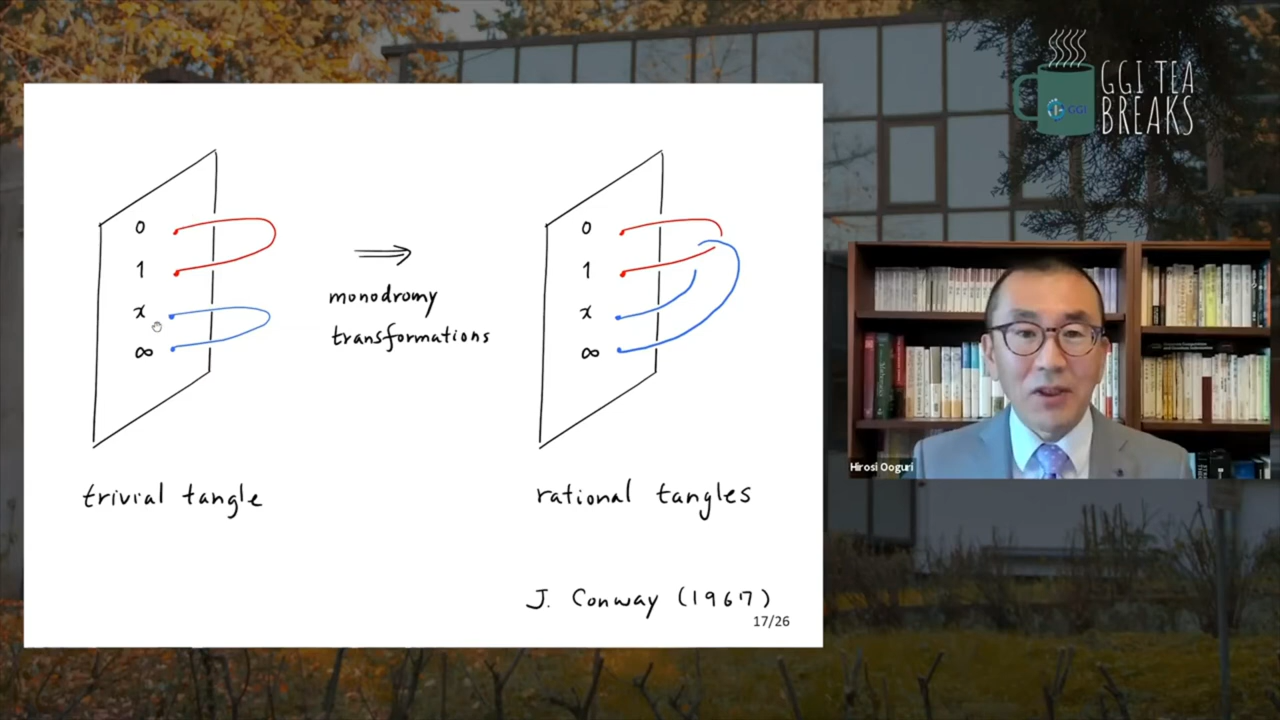 GGI TEA
BREAKS
GGI
0
1
x
∞
trivial tangle
⇒
monodromy
transformations
0
1
x
∞
rational tangles
J. Conway (1967)
17/26
Hirosi Ooguri